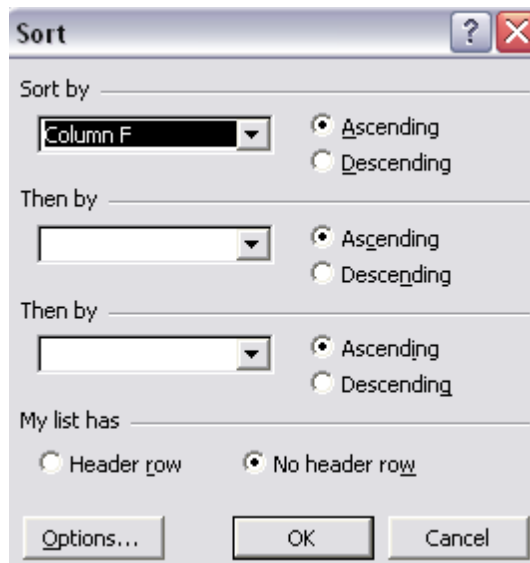 Sort
?
Sort by
Column F
Ascending
Descending
Then by
Ascending
Descending
Then by
Ascending
Descending
My list has
Header row
No header row
Options...
OK
Cancel